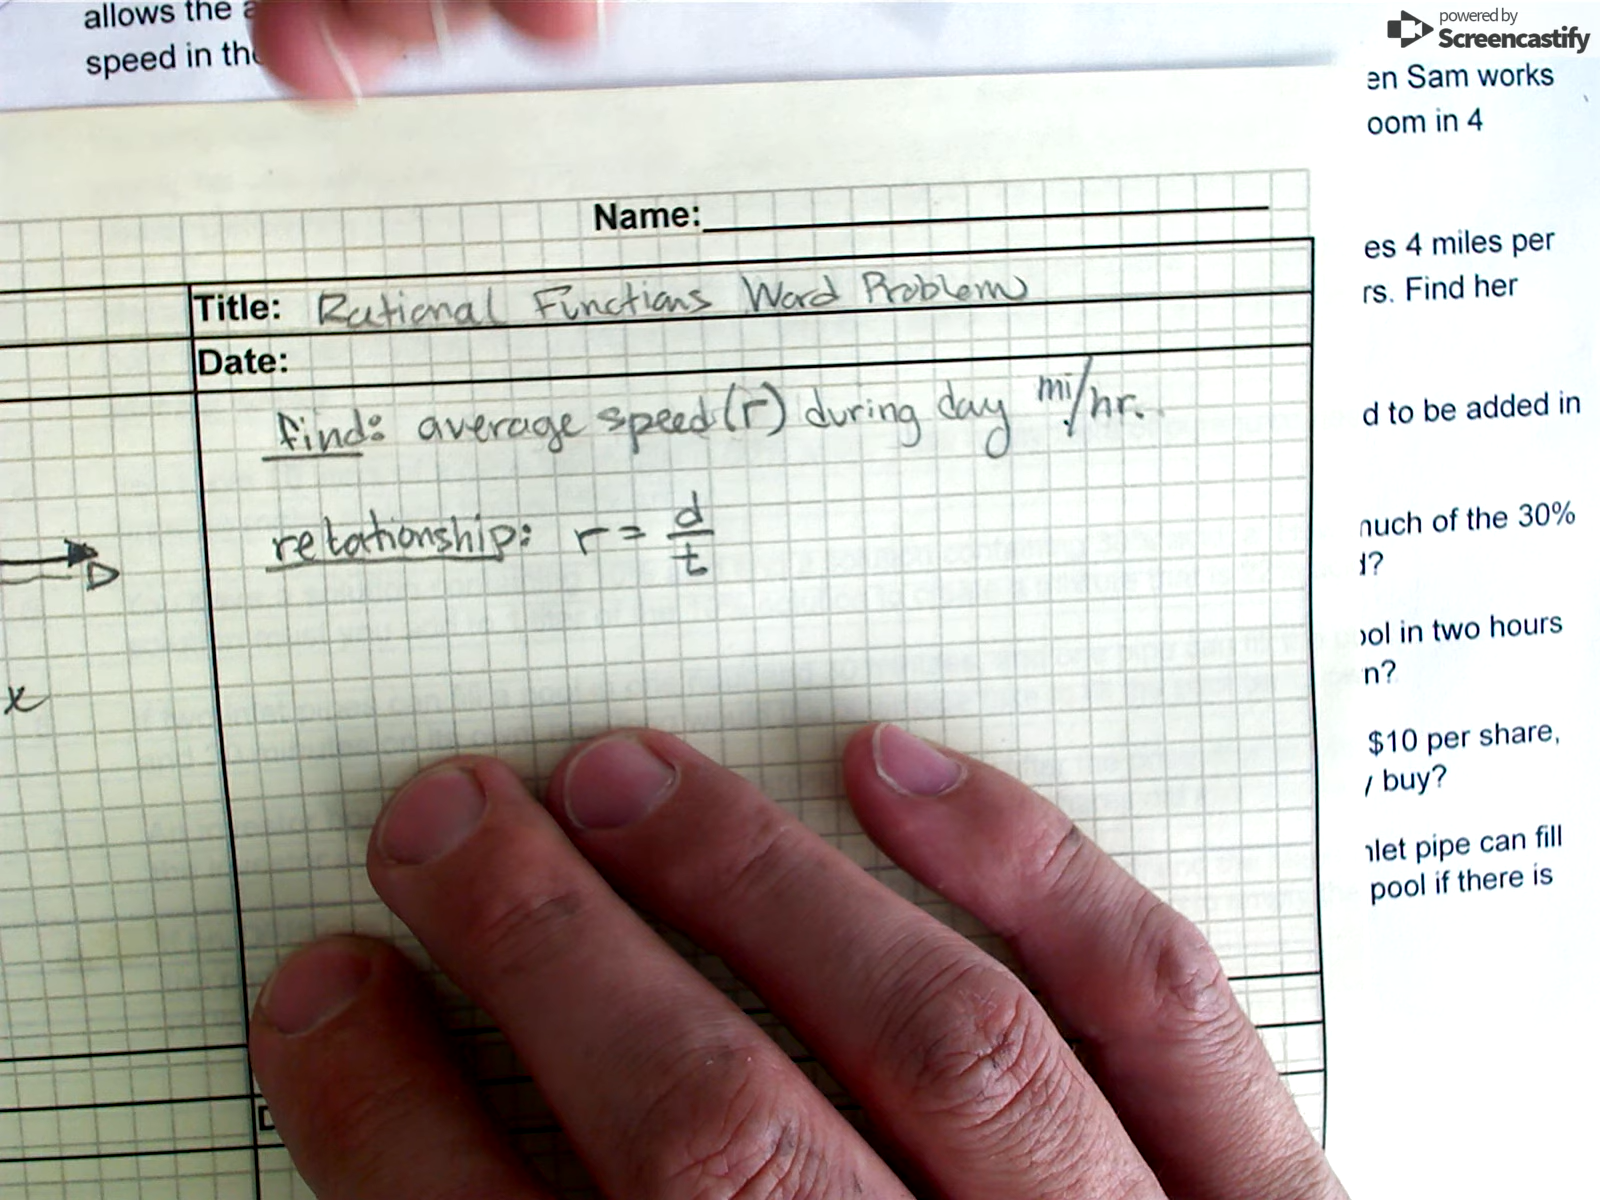 allows the
speed in the
powered by
Screencastify
en Sam works
oom in 4
Name:
es 4 miles per
rs. Find her
Title: Rational Functions Word Problem
Date:
find: average speed (r) during day mi/hr.
d to be added in
relationship: r = d/t
much of the 30%
d?
D
ool in two hours
n?
x
$10 per share,
/ buy?
nlet pipe can fill
pool if there is